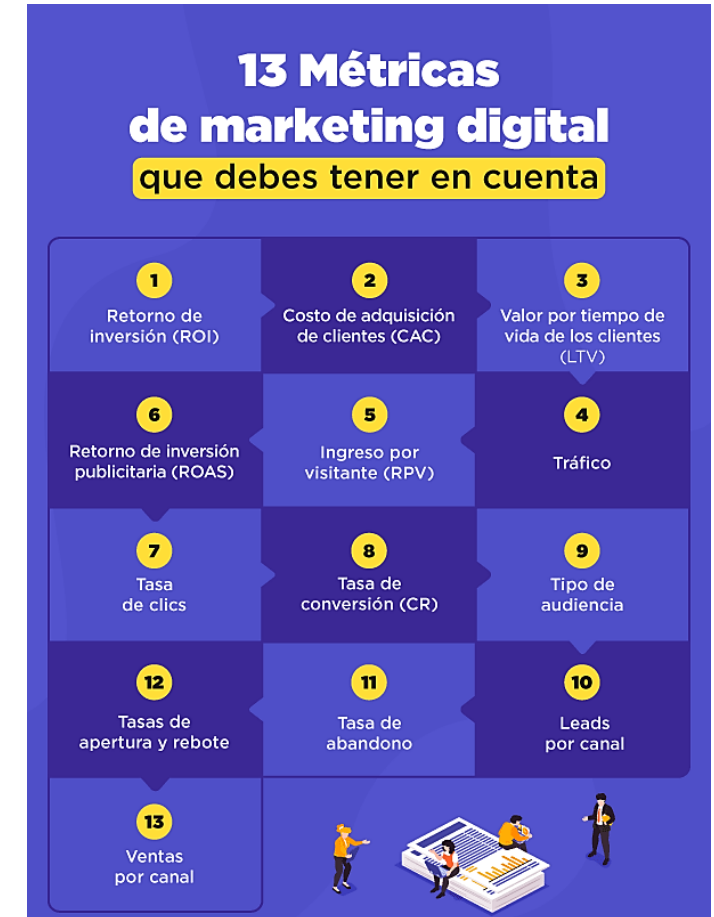 13 Métricas
de marketing digital
que debes tener en cuenta
1
Retorno de
inversión (ROI)
2
Costo de adquisición
de clientes (CAC)
3
Valor por tiempo de
vida de los clientes
(LTV)
4
Tráfico
5
Ingreso por
visitante (RPV)
6
Retorno de inversión
publicitaria (ROAS)
7
Tasa
de clics
8
Tasa de
conversión (CR)
9
Tipo de
audiencia
10
Leads
por canal
11
Tasa de
abandono
12
Tasas de
apertura y rebote
13
Ventas
por canal